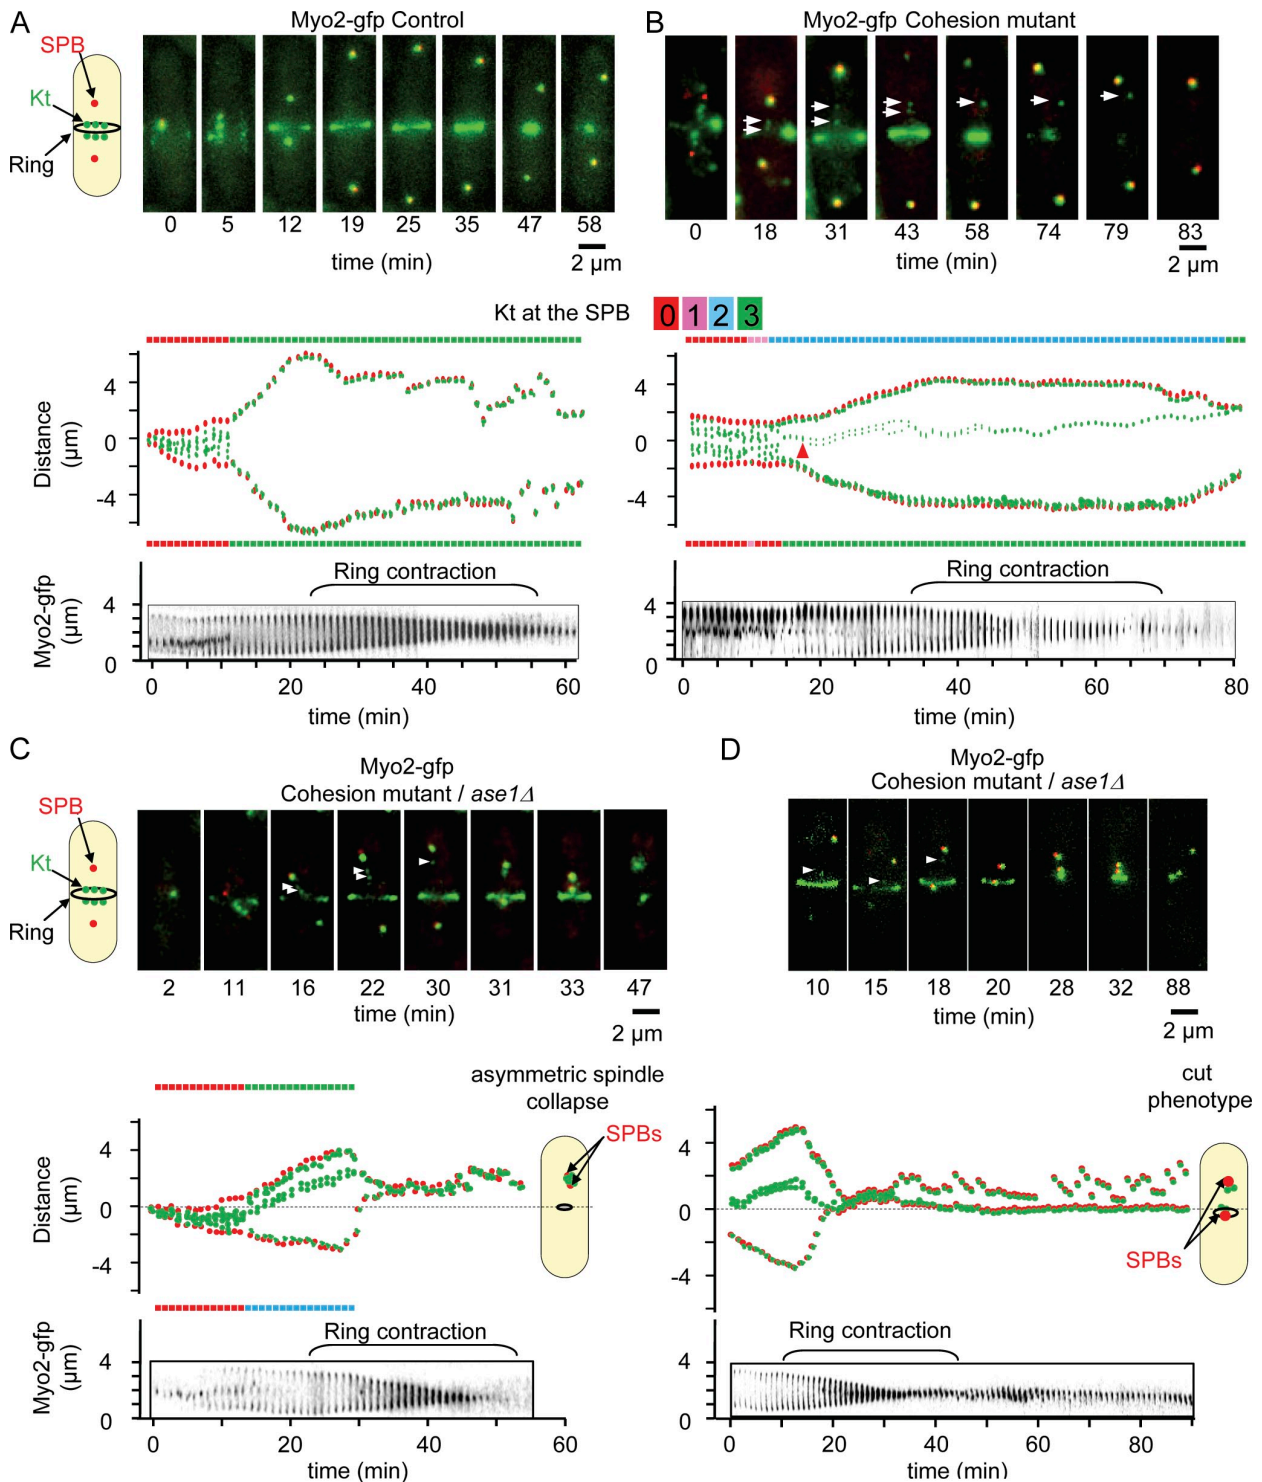 A
Myo2-gfp Control
SPB
Kt
Ring
0 5 12 19 25 35 47 58
time (min)
2 μm
B
Myo2-gfp Cohesion mutant
0 18 31 43 58 74 79 83
time (min)
2 μm
Kt at the SPB 0 1 2 3
Distance
(μm)
4
0
-4
4
0
-4
Myo2-gfp
(μm)
4
0
Ring contraction
0 20 40 60
time (min)
4
0
Ring contraction
0 20 40 60 80
time (min)
C
Myo2-gfp
Cohesion mutant / ase1Δ
SPB
Kt
Ring
2 11 16 22 30 31 33 47
time (min)
2 μm
D
Myo2-gfp
Cohesion mutant / ase1Δ
10 15 18 20 28 32 88
time (min)
2 μm
asymmetric spindle
collapse
SPBs
Distance
(μm)
4
0
-4
cut
phenotype
SPBs
4
0
-4
Myo2-gfp
(μm)
4
0
Ring contraction
0 20 40 60
time (min)
4
0
Ring contraction
0 20 40 60 80
time (min)